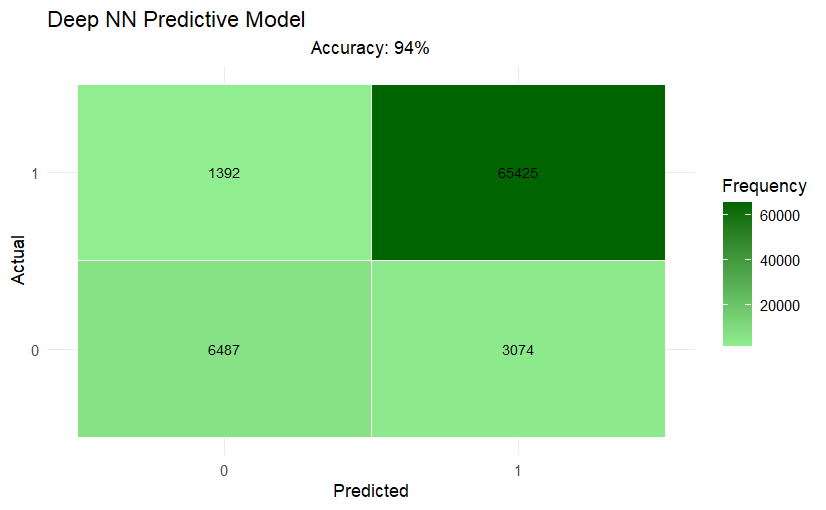 Deep NN Predictive Model
Accuracy: 94%
1
1392
65425
0
6487
3074
0
1
Predicted
Actual
Frequency
60000
40000
20000